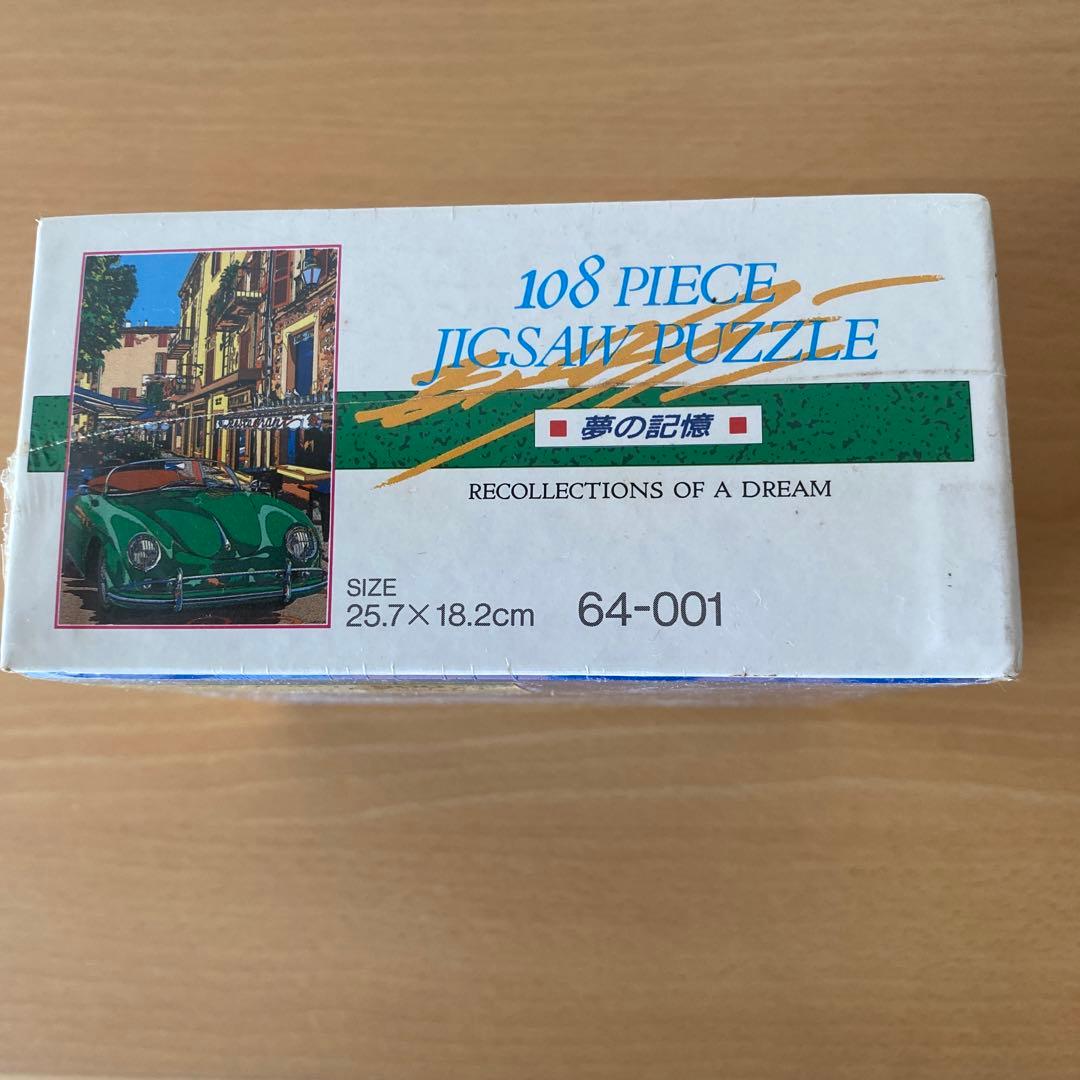 108 PIECE
JIGSAW PUZZLE
■ 夢の記憶 ■
RECOLLECTIONS OF A DREAM
SIZE
25.7×18.2cm 64-001